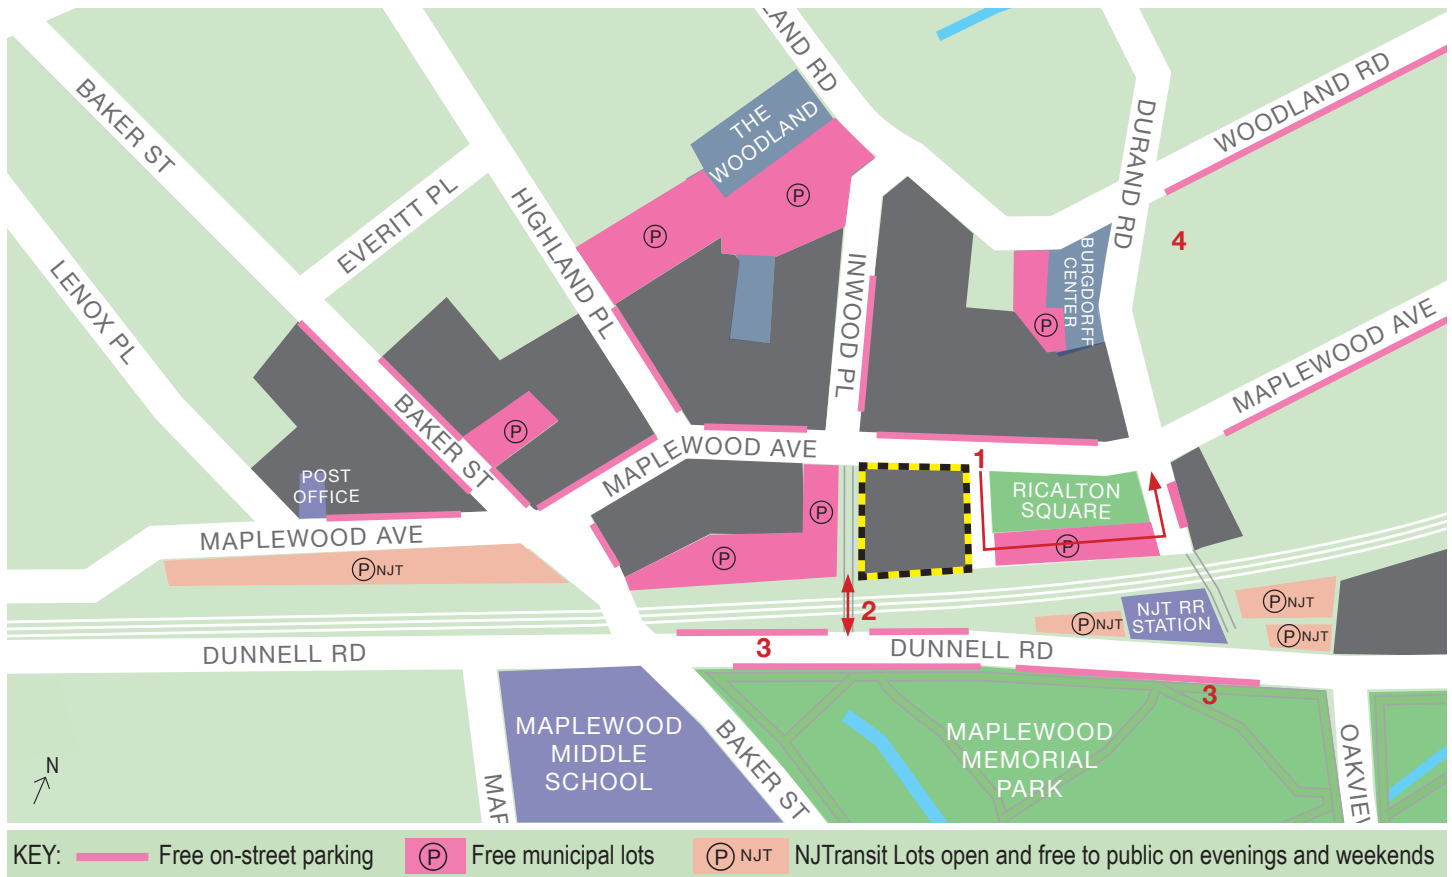 LAND RD
BAKER ST
THE
WOODLAND
WOODLAND RD
DURAND RD
P
EVERITT PL
HIGHLAND PL
P
4
LENOX PL
INWOOD PL
BURGDORFF
CENTER
P
MAPLEWOOD AVE
BAKER ST
P
MAPLEWOOD AVE
1
POST
OFFICE
RICALTON
SQUARE
P
MAPLEWOOD AVE
P
P
P NJT
2
P NJT
P NJT
NJT RR
STATION
P NJT
3
DUNNELL RD
DUNNELL RD
3
MAPLEWOOD
MIDDLE
SCHOOL
BAKER ST
MAPLEWOOD
MEMORIAL
PARK
OAKVIEW
MAP
N
KEY:
Free on-street parking
P Free municipal lots
P NJT NJTransit Lots open and free to public on evenings and weekends